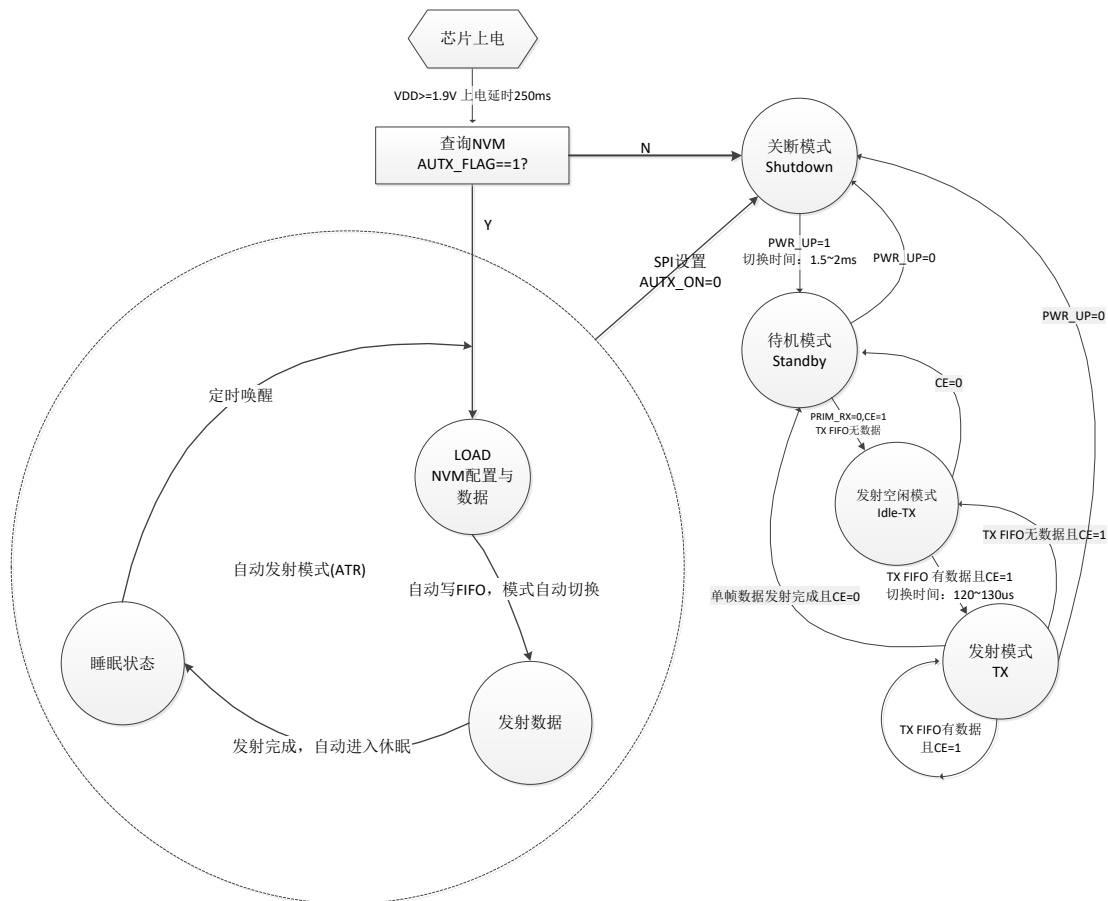 芯片上电
VDD>=1.9V 上电延时250ms
查询NVM
AUTX_FLAG==1?
N
Y
关断模式
Shutdown
PWR_UP=1
切换时间：1.5~2ms
PWR_UP=0
SPI设置
AUTX_ON=0
PWR_UP=0
待机模式
Standby
CE=0
PRIM_RX=0,CE=1
TX FIFO无数据
定时唤醒
LOAD
NVM配置与
数据
发射空闲模式
Idle-TX
TX FIFO无数据且CE=1
自动发射模式(ATR)
自动写FIFO，模式自动切换
TX FIFO 有数据且CE=1
切换时间：120~130us
单帧数据发射完成且CE=0
睡眠状态
发射模式
TX
发射数据
发射完成，自动进入休眠
TX FIFO有数据
且CE=1